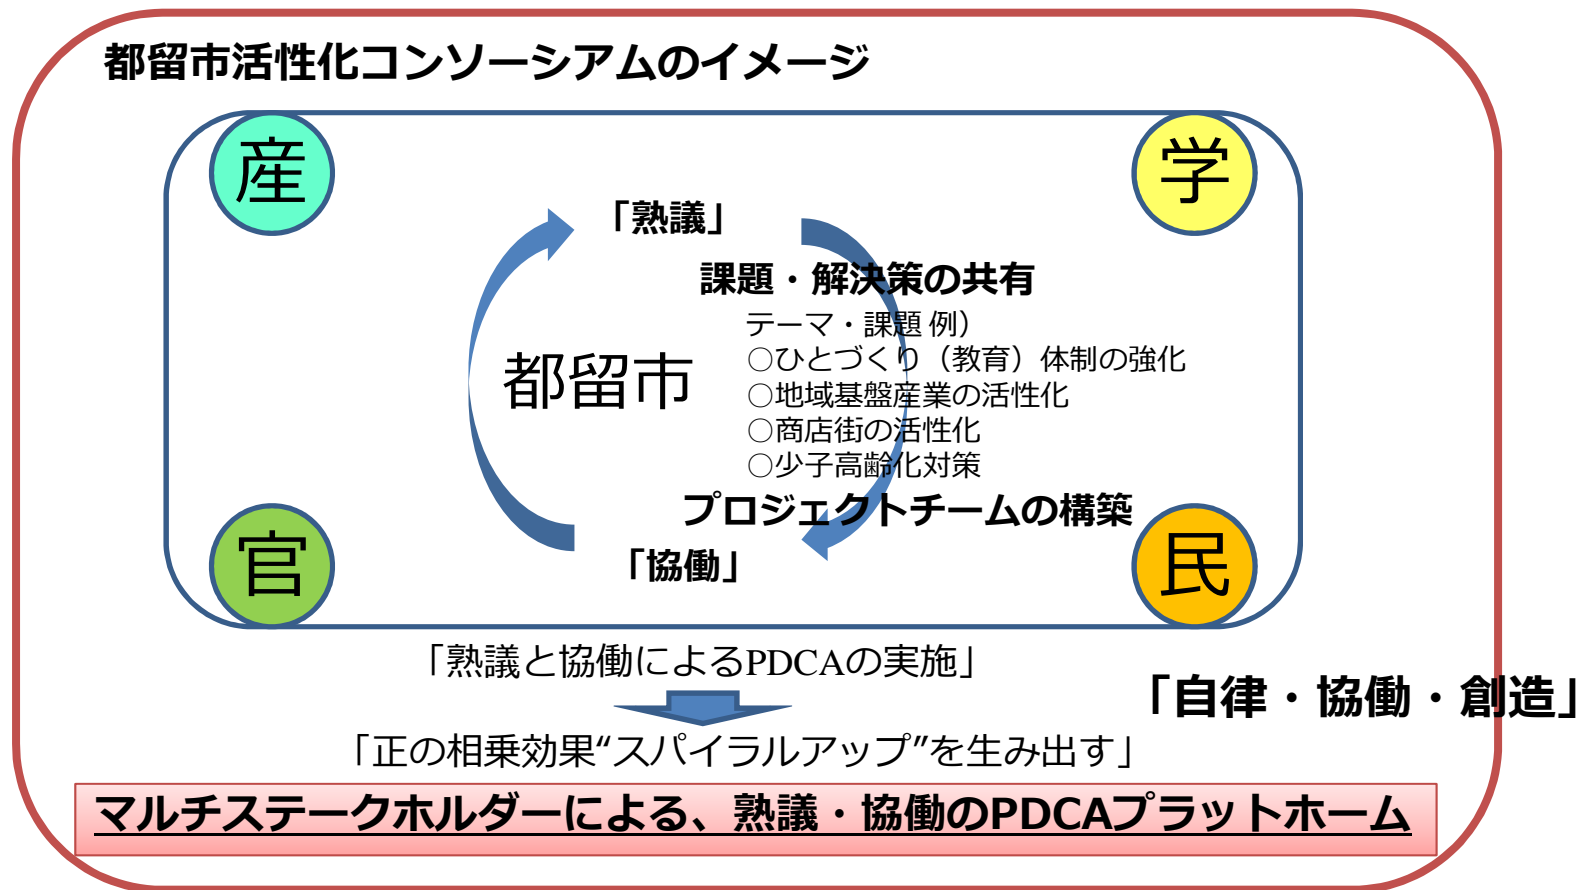 都留市活性化コンソーシアムのイメージ
産
学
「熟議」
課題・解決策の共有
テーマ・課題 例）
○ひとづくり（教育）体制の強化
都留市
○地域基盤産業の活性化
○商店街の活性化
○少子高齢化対策
プロジェクトチームの構築
官
「協働」
民
「熟議と協働によるPDCAの実施」
「自律・協働・創造」
「正の相乗効果“スパイラルアップ”を生み出す」
マルチステークホルダーによる、熟議・協働のPDCAプラットホーム